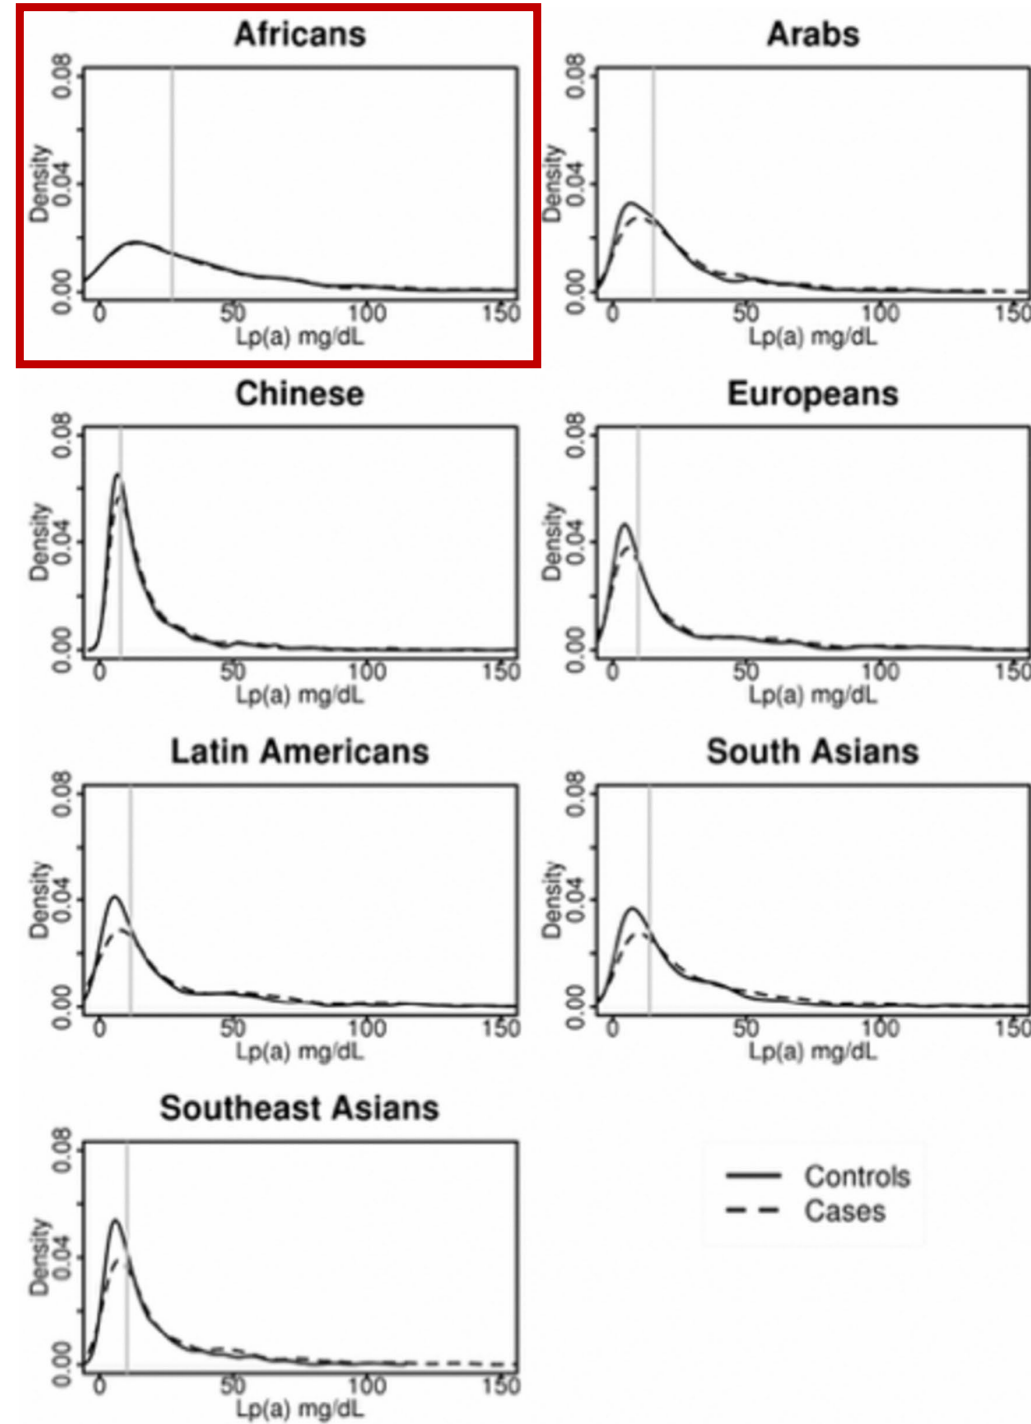 Africans
Density
0.00 0.04 0.08
0 50 100 150
Lp(a) mg/dL
Arabs
Density
0.00 0.04 0.08
0 50 100 150
Lp(a) mg/dL
Chinese
Density
0.00 0.04 0.08
0 50 100 150
Lp(a) mg/dL
Europeans
Density
0.00 0.04 0.08
0 50 100 150
Lp(a) mg/dL
Latin Americans
Density
0.00 0.04 0.08
0 50 100 150
Lp(a) mg/dL
South Asians
Density
0.00 0.04 0.08
0 50 100 150
Lp(a) mg/dL
Southeast Asians
Density
0.00 0.04 0.08
0 50 100 150
Lp(a) mg/dL
Controls
Cases